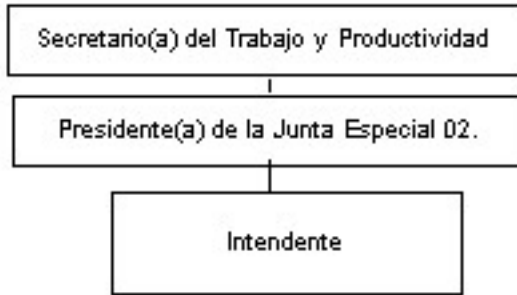 Secretario(a) del Trabajo y Productividad
Presidente(a) de la Junta Especial 02.
Intendente